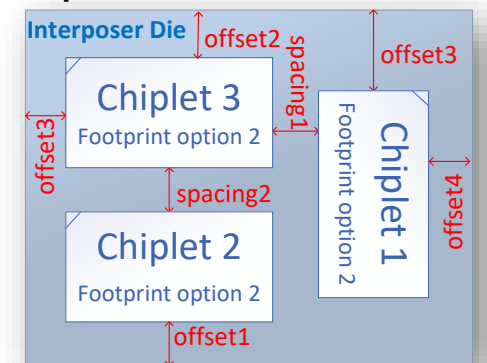 Interposer Die
offset2
offset3
spacing1
Chiplet 3
Footprint option 2
offset3
Chiplet 1
Footprint option 2
offset4
spacing2
Chiplet 2
Footprint option 2
offset1